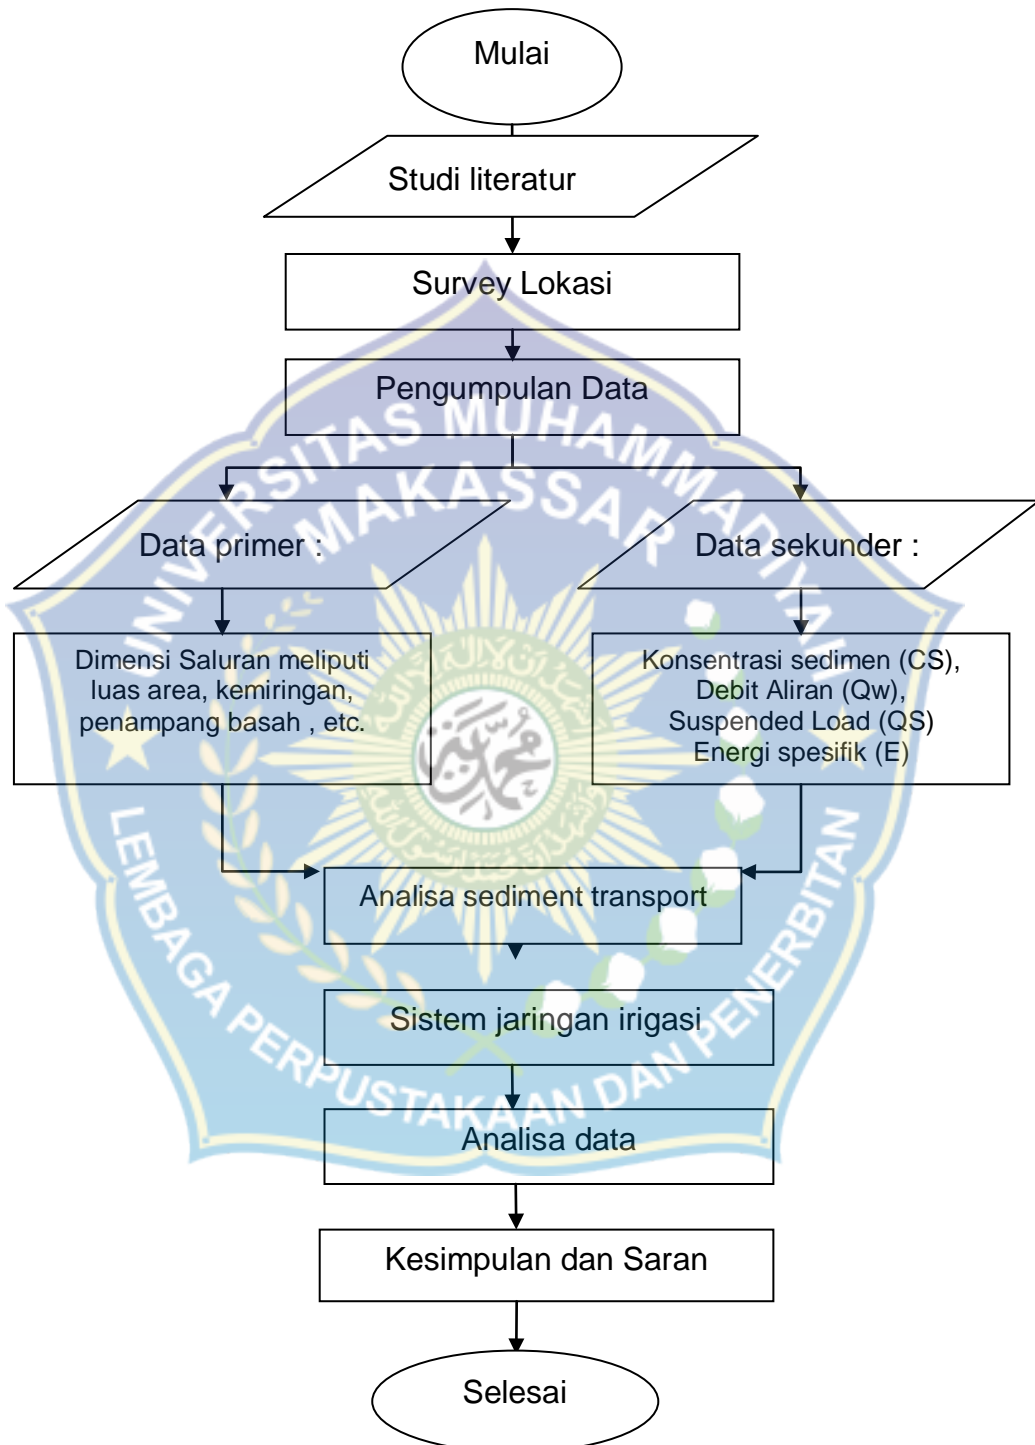 Mulai
Studi literatur
Survey Lokasi
Pengumpulan Data
UNIVERSITAS MUHAMMADIYAH
MAKASSAR
Data primer :
Data sekunder :
Dimensi Saluran meliputi
luas area, kemiringan,
penampang basah , etc.
Konsentrasi sedimen (CS),
Debit Aliran (Qw),
Suspended Load (QS)
Energi spesifik (E)
محمدية
Analisa sediment transport
Sistem jaringan irigasi
LEMBAGA PERPUSTAKAAN DAN PENERBITAN
Analisa data
Kesimpulan dan Saran
Selesai